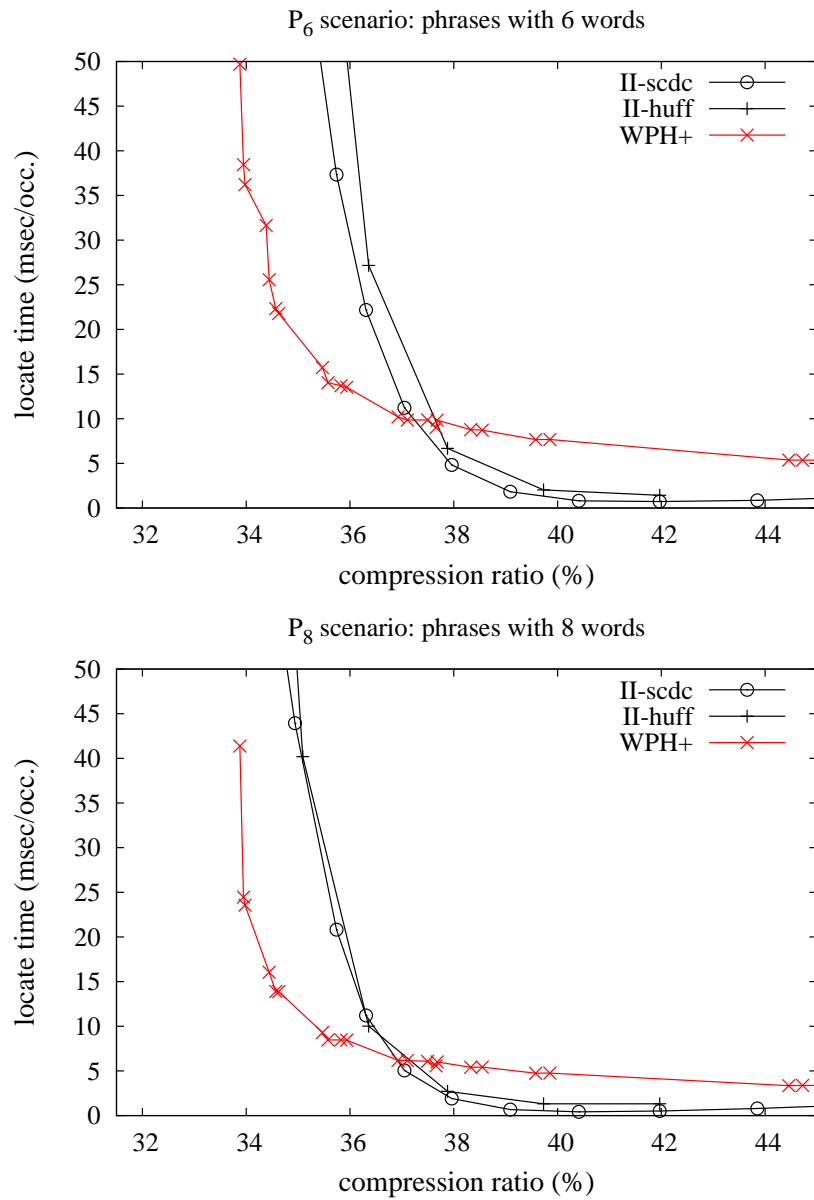 P6 scenario: phrases with 6 words
50
45
40
35
30
25
20
15
10
5
0
locate time (msec/occ.)
II-scdc
II-huff
WPH+
32 34 36 38 40 42 44
compression ratio (%)
P8 scenario: phrases with 8 words
50
45
40
35
30
25
20
15
10
5
0
locate time (msec/occ.)
II-scdc
II-huff
WPH+
32 34 36 38 40 42 44
compression ratio (%)